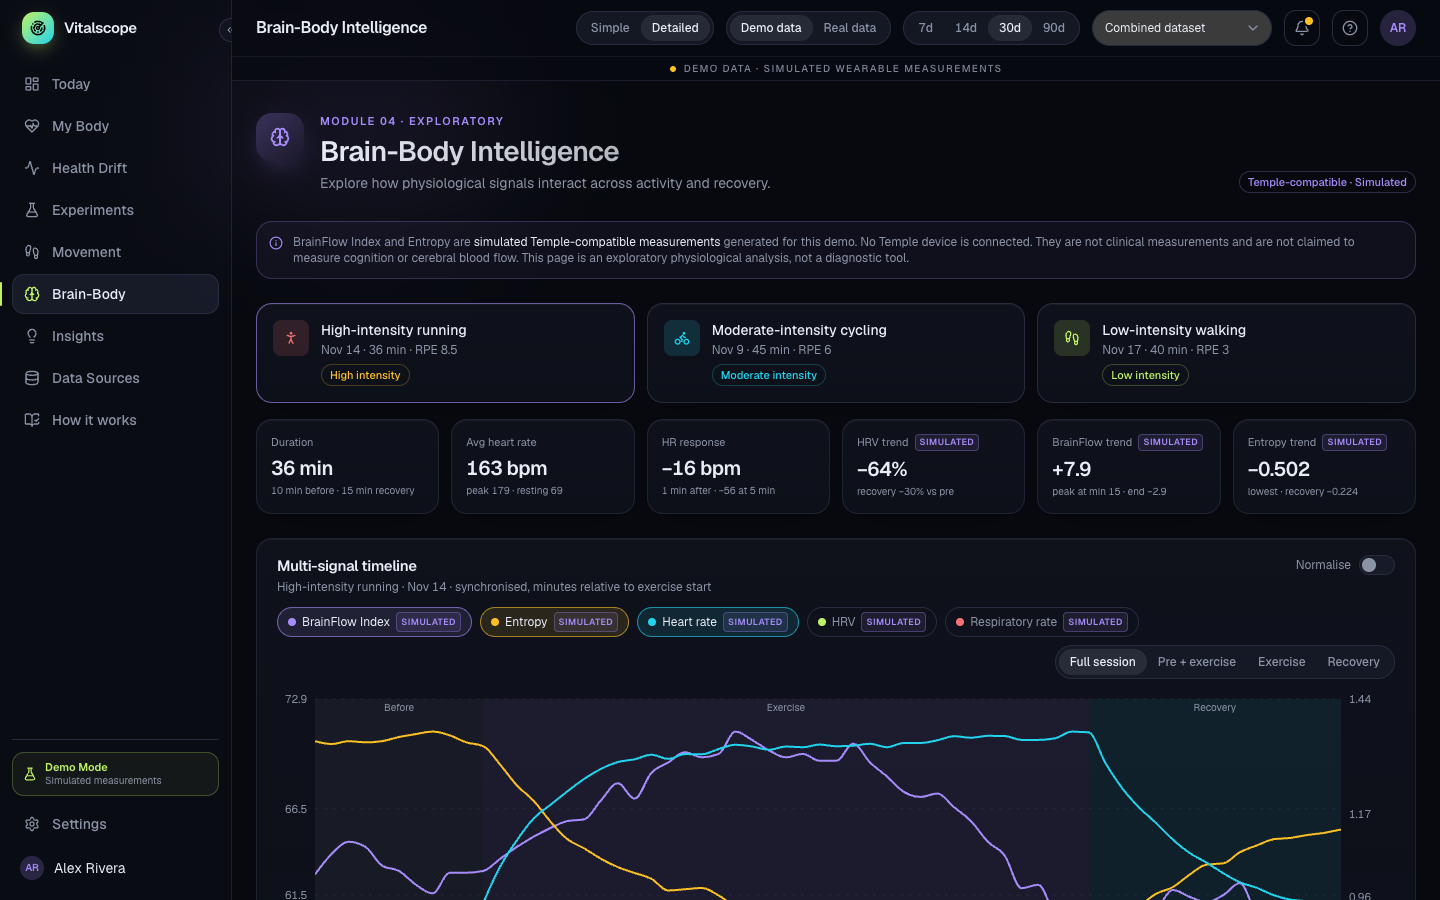 Vitalscope
«
Today
My Body
Health Drift
Experiments
Movement
Brain-Body
Insights
Data Sources
How it works
Demo Mode
Simulated measurements
Settings
AR
Alex Rivera
Brain-Body Intelligence
Simple
Detailed
Demo data
Real data
7d
14d
30d
90d
Combined dataset
AR
DEMO DATA · SIMULATED WEARABLE MEASUREMENTS
MODULE 04 · EXPLORATORY
Brain-Body Intelligence
Explore how physiological signals interact across activity and recovery.
Temple-compatible · Simulated
BrainFlow Index and Entropy are simulated Temple-compatible measurements generated for this demo. No Temple device is connected. They are not clinical measurements and are not claimed to
measure cognition or cerebral blood flow. This page is an exploratory physiological analysis, not a diagnostic tool.
High-intensity running
Nov 14 · 36 min · RPE 8.5
High intensity
Moderate-intensity cycling
Nov 9 · 45 min · RPE 6
Moderate intensity
Low-intensity walking
Nov 17 · 40 min · RPE 3
Low intensity
Duration
36 min
10 min before · 15 min recovery
Avg heart rate
163 bpm
peak 179 · resting 69
HR response
−16 bpm
1 min after · −56 at 5 min
HRV trend SIMULATED
−64%
recovery −30% vs pre
BrainFlow trend SIMULATED
+7.9
peak at min 15 · end −2.9
Entropy trend SIMULATED
−0.502
lowest · recovery −0.224
Multi-signal timeline
High-intensity running · Nov 14 · synchronised, minutes relative to exercise start
Normalise
BrainFlow Index SIMULATED
Entropy SIMULATED
Heart rate SIMULATED
HRV SIMULATED
Respiratory rate SIMULATED
Full session
Pre + exercise
Exercise
Recovery
72.9
1.44
Before
Exercise
Recovery
66.5
1.17
61.5
0.96